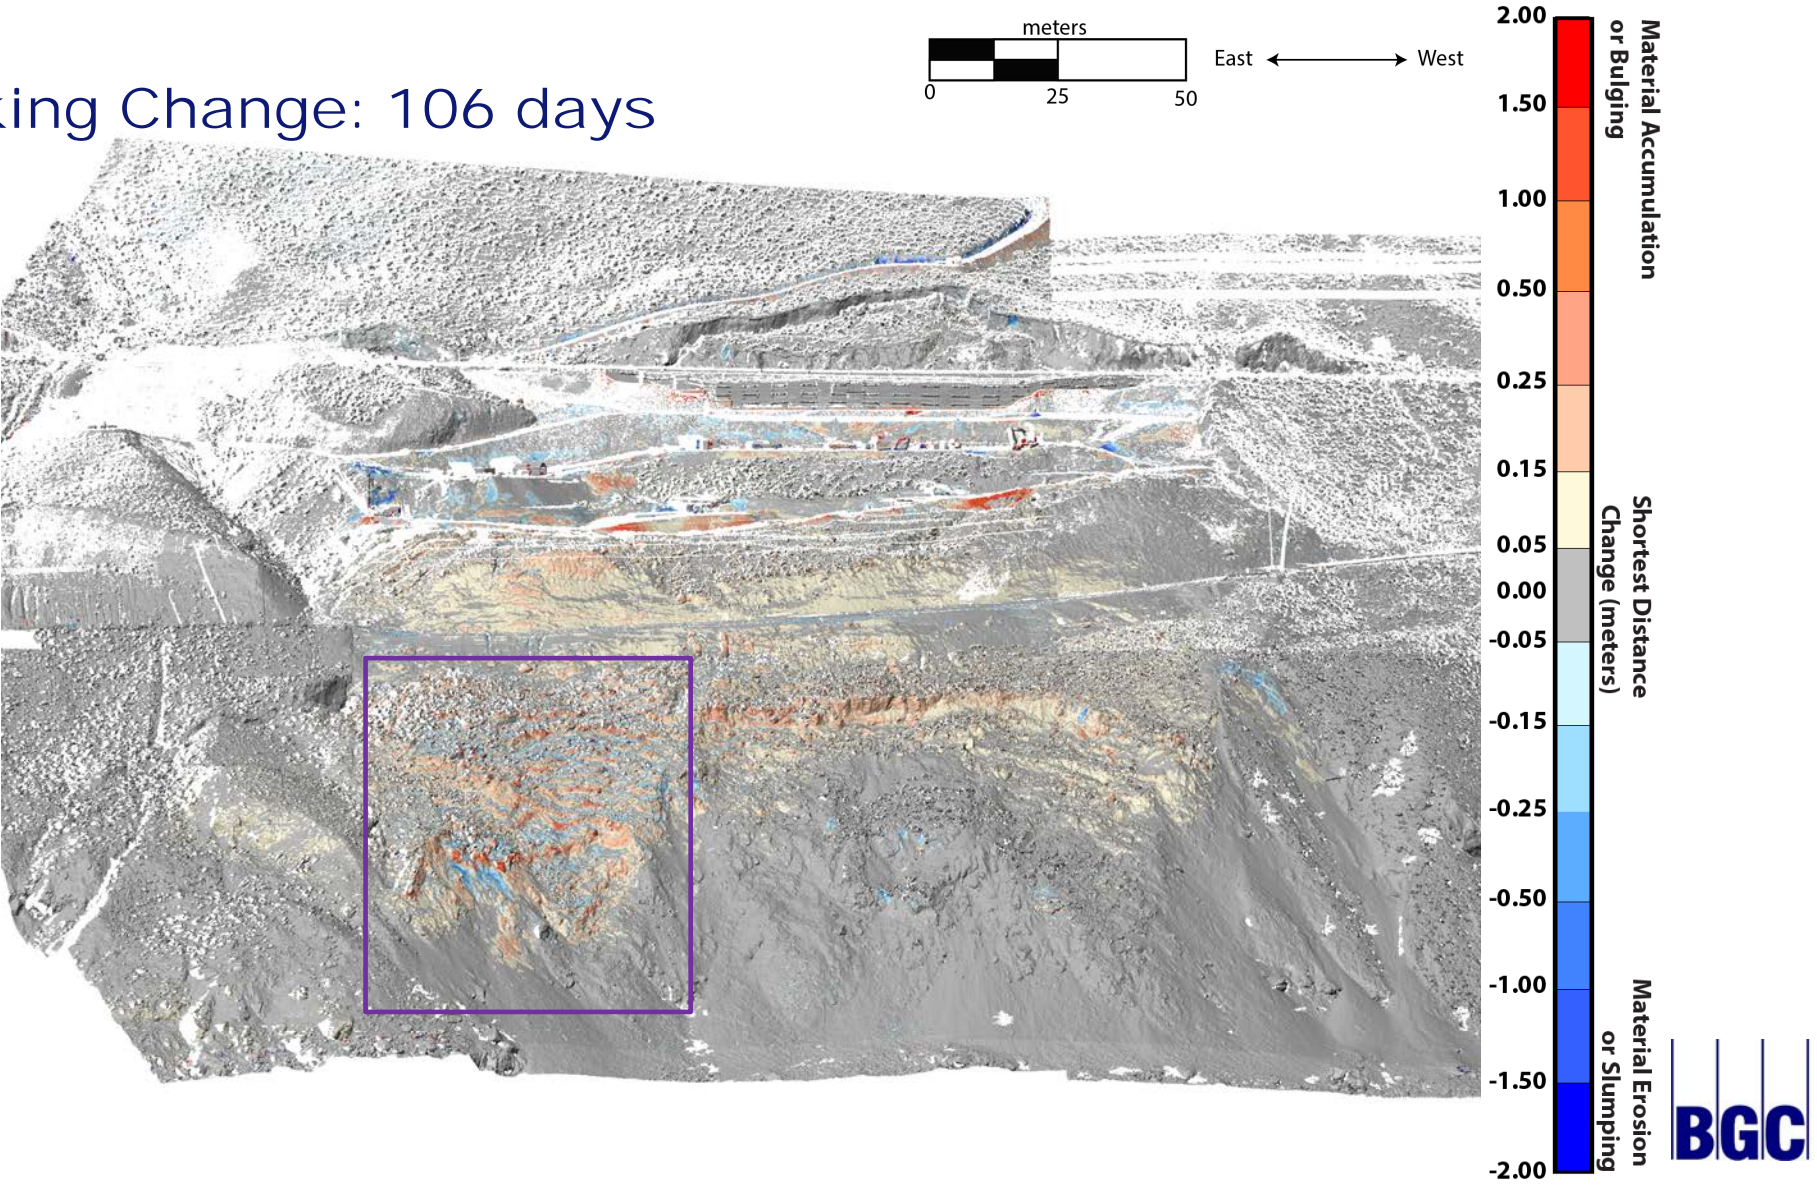 king Change: 106 days
meters
0 25 50
East West
2.00
1.50
1.00
0.50
0.25
0.15
0.05
0.00
-0.05
-0.15
-0.25
-0.50
-1.00
-1.50
-2.00
Material Accumulation
or Bulging
Shortest Distance
Change (meters)
Material Erosion
or Slumping
BGC